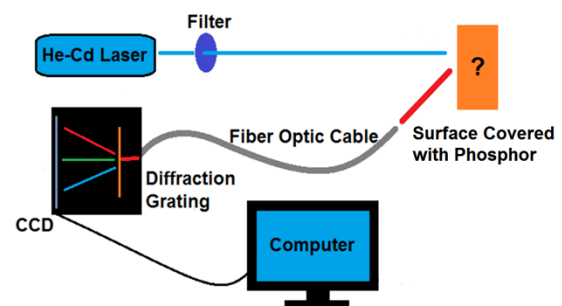 Filter
He-Cd Laser
?
Fiber Optic Cable
Surface Covered
with Phosphor
Diffraction
Grating
CCD
Computer